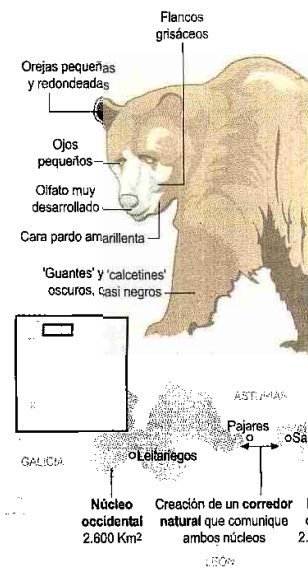 Flancos
grisáceos
Orejas pequeñas
y redondeadas
Ojos
pequeños
Olfato muy
desarrollado
Cara pardo amarillenta
'Guantes' y 'calcetines'
oscuros, casi negros
ASTURIAS
Pajares
Leitariegos
GALICIA
Núcleo
occidental
2.600 Km²
Creación de un corredor
natural que comunique
ambos núcleos
2.
LEÓN